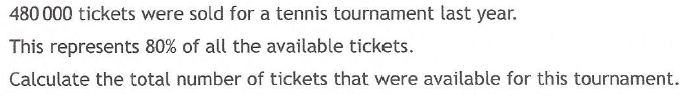 480 000 tickets were sold for a tennis tournament last year.
This represents 80% of all the available tickets.
Calculate the total number of tickets that were available for this tournament.